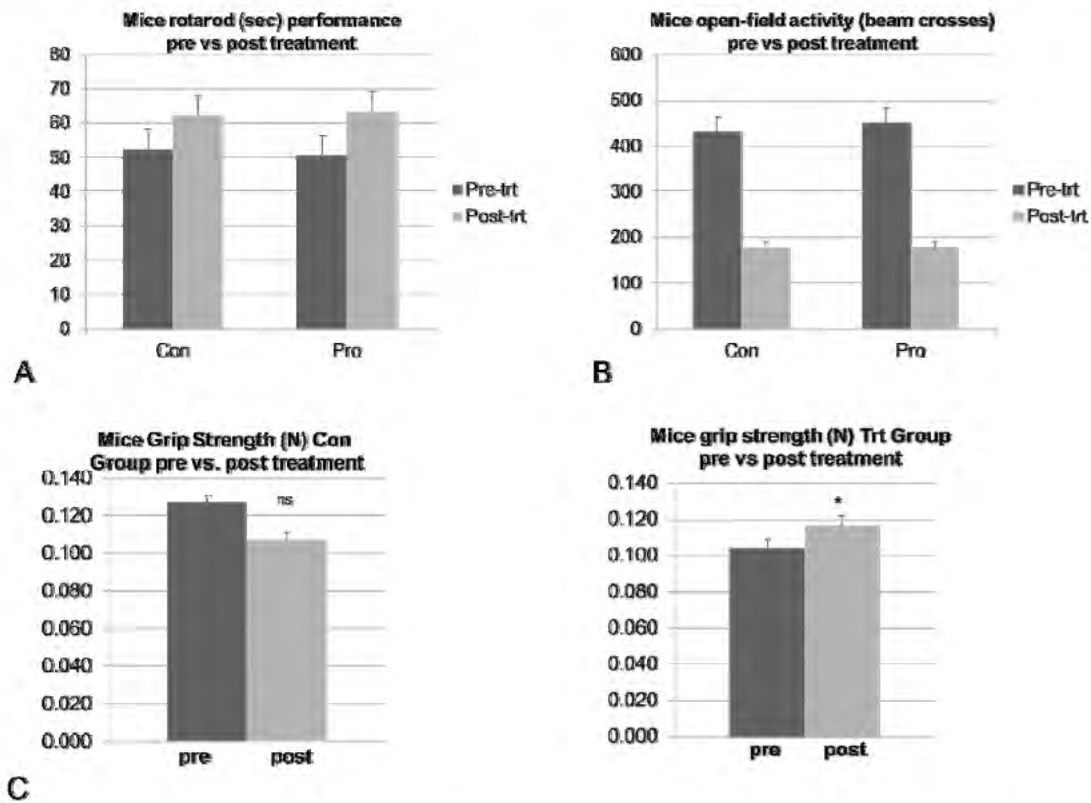 Mice rotarod (sec) performance
pre vs post treatment
80
70
60
50
40
30
20
10
0
Con
Pro
Pre-trt
Post-trt
A
Mice open-field activity (beam crosses)
pre vs post treatment
600
500
400
300
200
100
0
Con
Pro
Pre-trt
Post-trt
B
Mice Grip Strength (N) Con
Group pre vs. post treatment
0.140
0.120
0.100
0.080
0.060
0.040
0.020
0.000
ns
pre
post
Mice grip strength (N) Trt Group
pre vs post treatment
0.140
0.120
0.100
0.080
0.060
0.040
0.020
0.000
*
pre
post
C